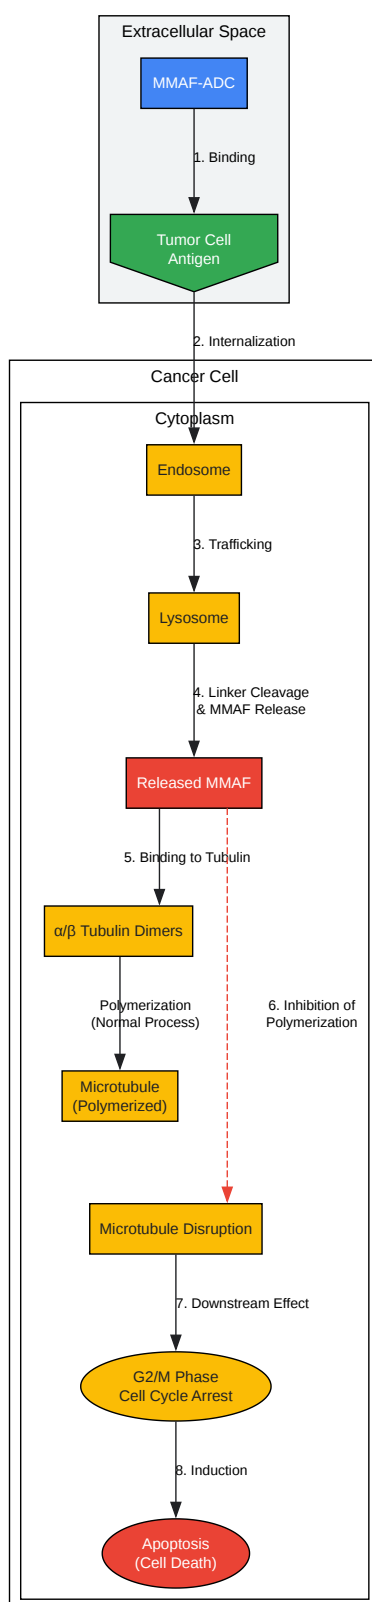 Extracellular Space
MMAF-ADC
1. Binding
Tumor Cell
Antigen
2. Internalization
Cancer Cell
Cytoplasm
Endosome
3. Trafficking
Lysosome
4. Linker Cleavage
& MMAF Release
Released MMAF
5. Binding to Tubulin
α/β Tubulin Dimers
Polymerization
(Normal Process)
6. Inhibition of
Polymerization
Microtubule
(Polymerized)
Microtubule Disruption
7. Downstream Effect
G2/M Phase
Cell Cycle Arrest
8. Induction
Apoptosis
(Cell Death)